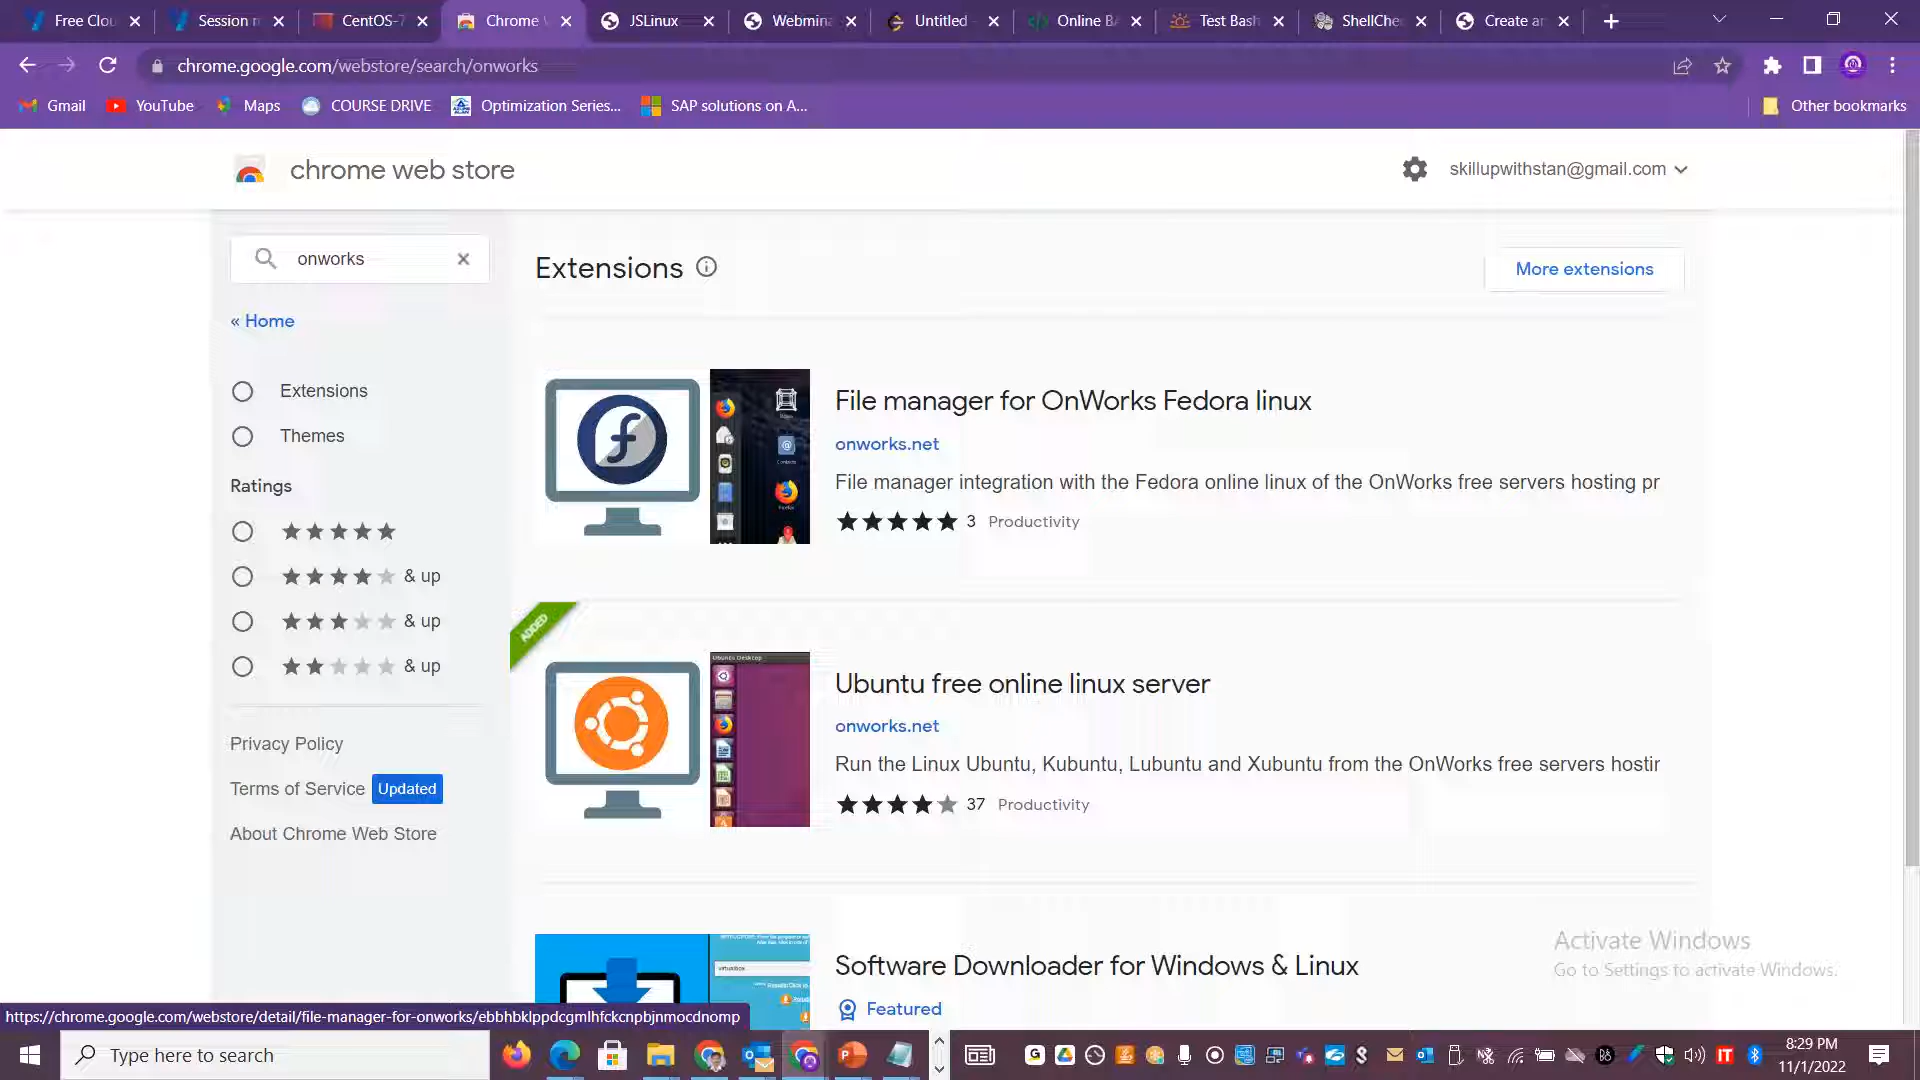 Free Clou
Session r
CentOS-7
Chrome W
JSLinux
Webmina
Untitled
Online BA
Test Bash
ShellChec
Create an
chrome.google.com/webstore/search/onworks
Gmail
YouTube
Maps
COURSE DRIVE
Optimization Series...
SAP solutions on A...
Other bookmarks
chrome web store
skillupwithstan@gmail.com
onworks
« Home
Extensions
Themes
Ratings
& up
& up
& up
Privacy Policy
Terms of Service Updated
About Chrome Web Store
Extensions
More extensions
File manager for OnWorks Fedora linux
onworks.net
File manager integration with the Fedora online linux of the OnWorks free servers hosting pr
3 Productivity
ADDED
Ubuntu Desktop
Ubuntu free online linux server
onworks.net
Run the Linux Ubuntu, Kubuntu, Lubuntu and Xubuntu from the OnWorks free servers hostir
37 Productivity
virtualbox
Software Downloader for Windows & Linux
Featured
Activate Windows
Go to Settings to activate Windows.
https://chrome.google.com/webstore/detail/file-manager-for-onworks/ebbhbklppdcgmlhfckcnpbjnmocdnomp
Type here to search
8:29 PM
11/1/2022